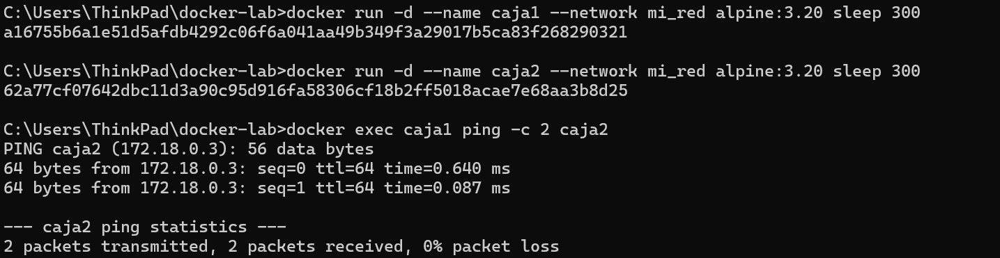 C:\Users\ThinkPad\docker-lab>docker run -d --name caja1 --network mi_red alpine:3.20 sleep 300
a16755b6a1e51d5afdb4292c06f6a041aa49b349f3a29017b5ca83f268290321
C:\Users\ThinkPad\docker-lab>docker run -d --name caja2 --network mi_red alpine:3.20 sleep 300
62a77cf07642dbc11d3a90c95d916fa58306cf18b2ff5018acae7e68aa3b8d25
C:\Users\ThinkPad\docker-lab>docker exec caja1 ping -c 2 caja2
PING caja2 (172.18.0.3): 56 data bytes
64 bytes from 172.18.0.3: seq=0 ttl=64 time=0.640 ms
64 bytes from 172.18.0.3: seq=1 ttl=64 time=0.087 ms
--- caja2 ping statistics ---
2 packets transmitted, 2 packets received, 0% packet loss